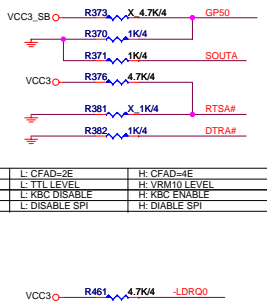 VCC3_SB R373 X_4.7K/4 GP50
R370 1K/4
R371 1K/4 SOUTA
VCC3 R376 4.7K/4
R381 X_1K/4 RTSA#
R382 1K/4 DTRA#
L: CFAD=2E H: CFAD=4E
L: TTL LEVEL H: VRM10 LEVEL
L: KBC DISABLE H: KBC ENABLE
L: DISABLE SPI H: DIABLE SPI
VCC3 R461 4.7K/4 -LDRQ0